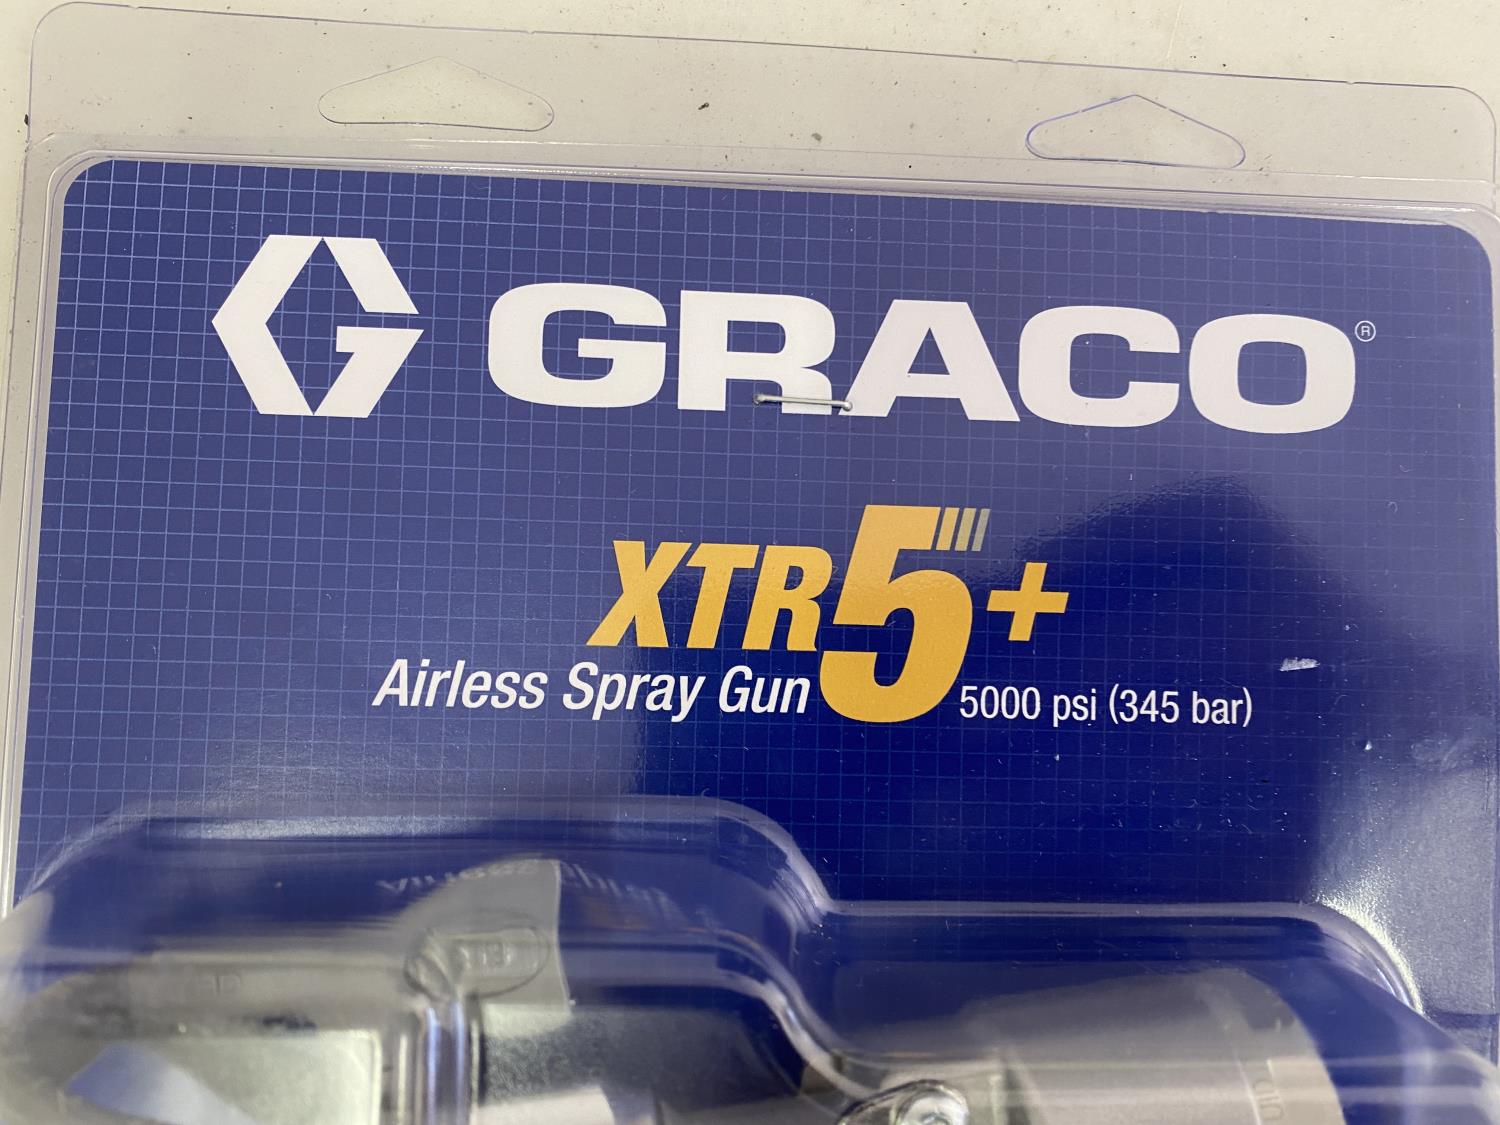 GRACO®
XTR5+
Airless Spray Gun 5000 psi (345 bar)